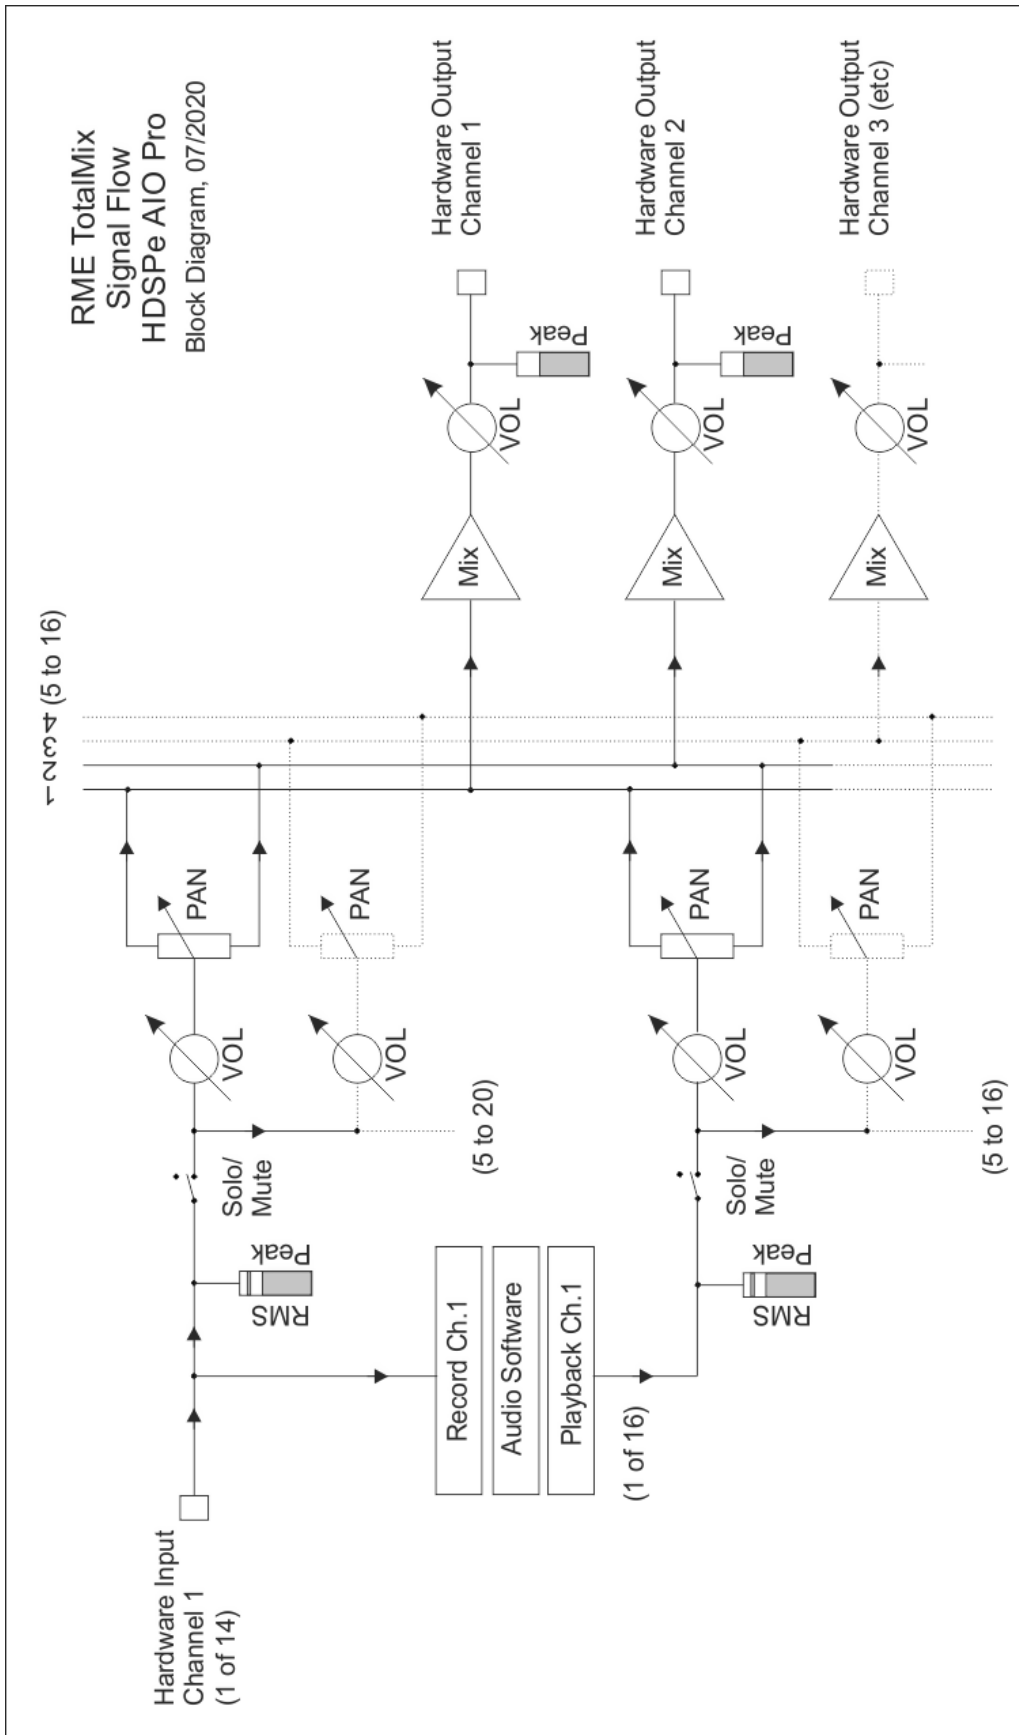 RME TotalMix
Signal Flow
HDSPe AIO Pro
Block Diagram, 07/2020
Hardware Input
Channel 1
(1 of 14)
RMS
Peak
Solo/
Mute
VOL
PAN
VOL
PAN
(5 to 20)
1 2 3 4 (5 to 16)
Mix
VOL
Peak
Hardware Output
Channel 1
Record Ch.1
Audio Software
Playback Ch.1
(1 of 16)
Mix
VOL
Peak
Hardware Output
Channel 2
RMS
Peak
Solo/
Mute
VOL
PAN
VOL
PAN
(5 to 16)
Mix
VOL
Hardware Output
Channel 3 (etc)